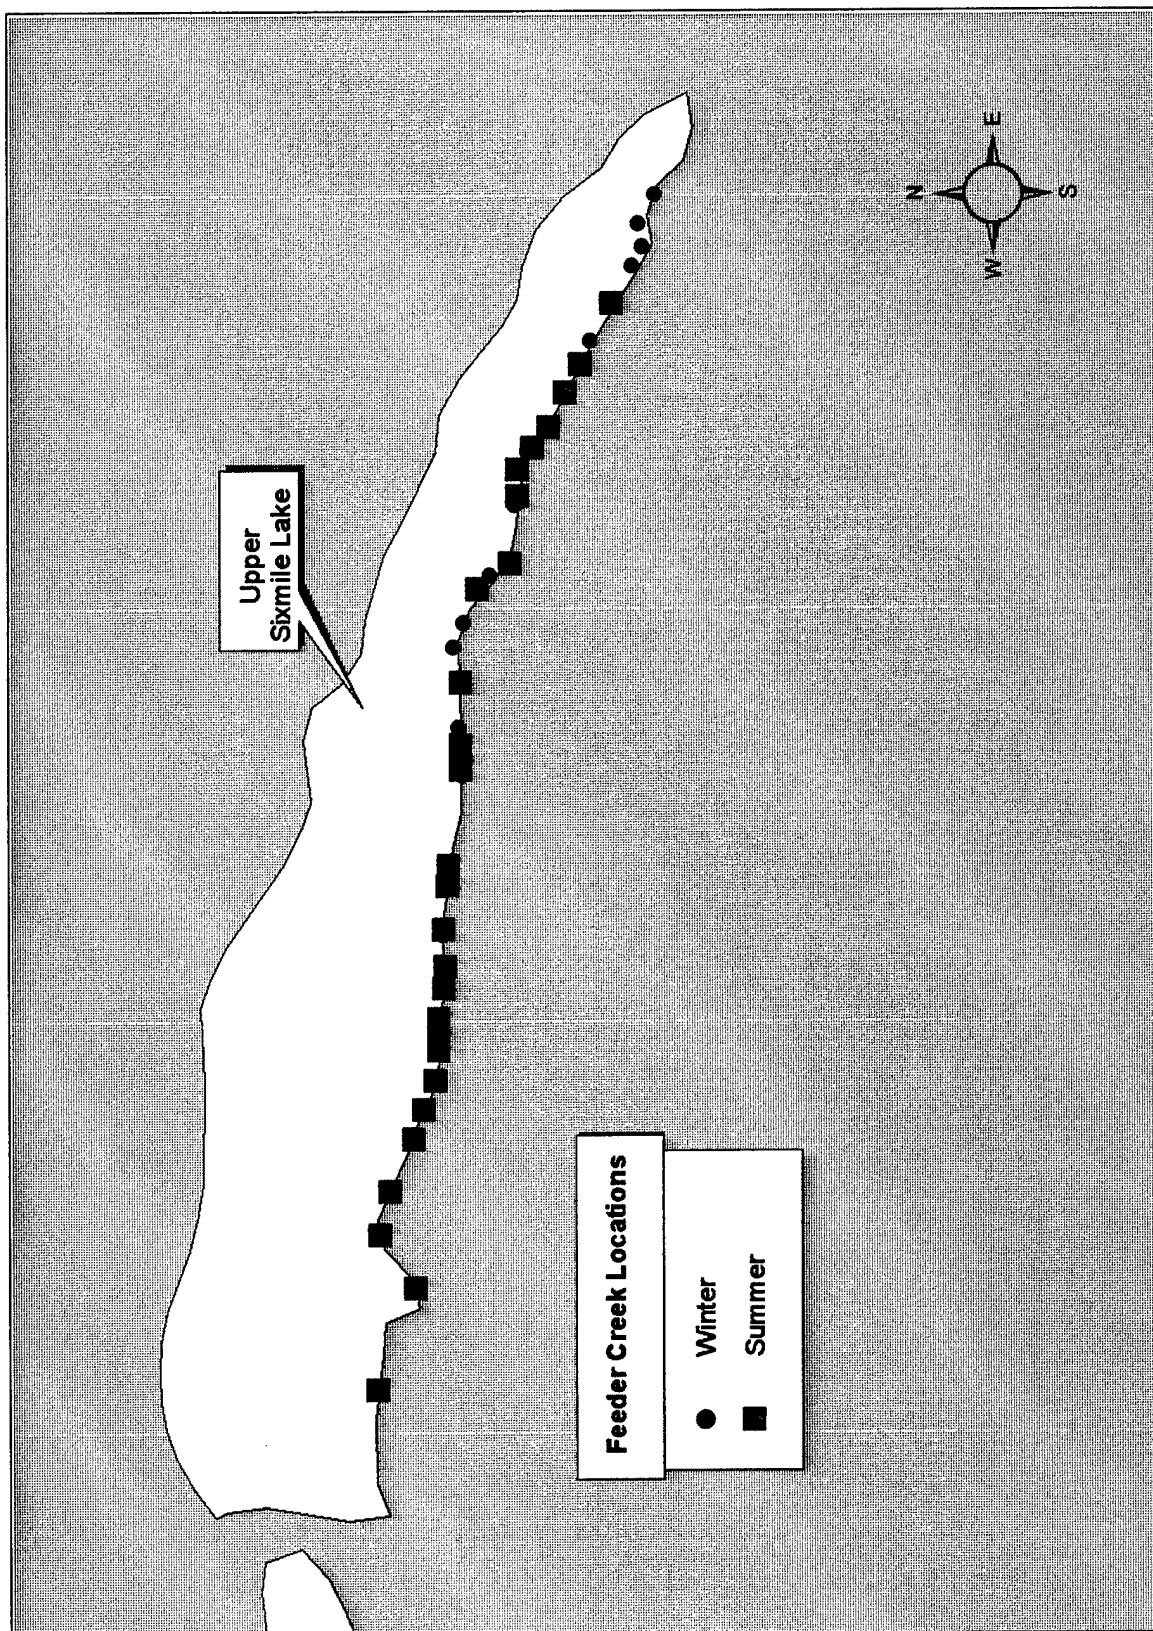 Upper
Sixmile Lake
N
W
E
S
Feeder Creek Locations
Winter
Summer